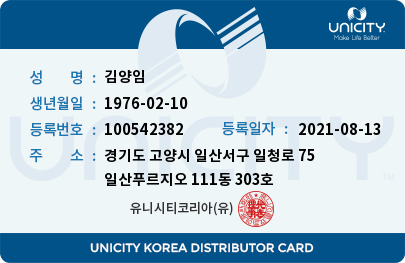 UNICITY
Make Life Better
성 명 : 김양임
생년월일 : 1976-02-10
등록번호 : 100542382 등록일자 : 2021-08-13
주 소 : 경기도 고양시 일산서구 일청로 75
일산푸르지오 111동 303호
유니시티코리아(유)
UNICITY
TM
UNICITY KOREA DISTRIBUTOR CARD